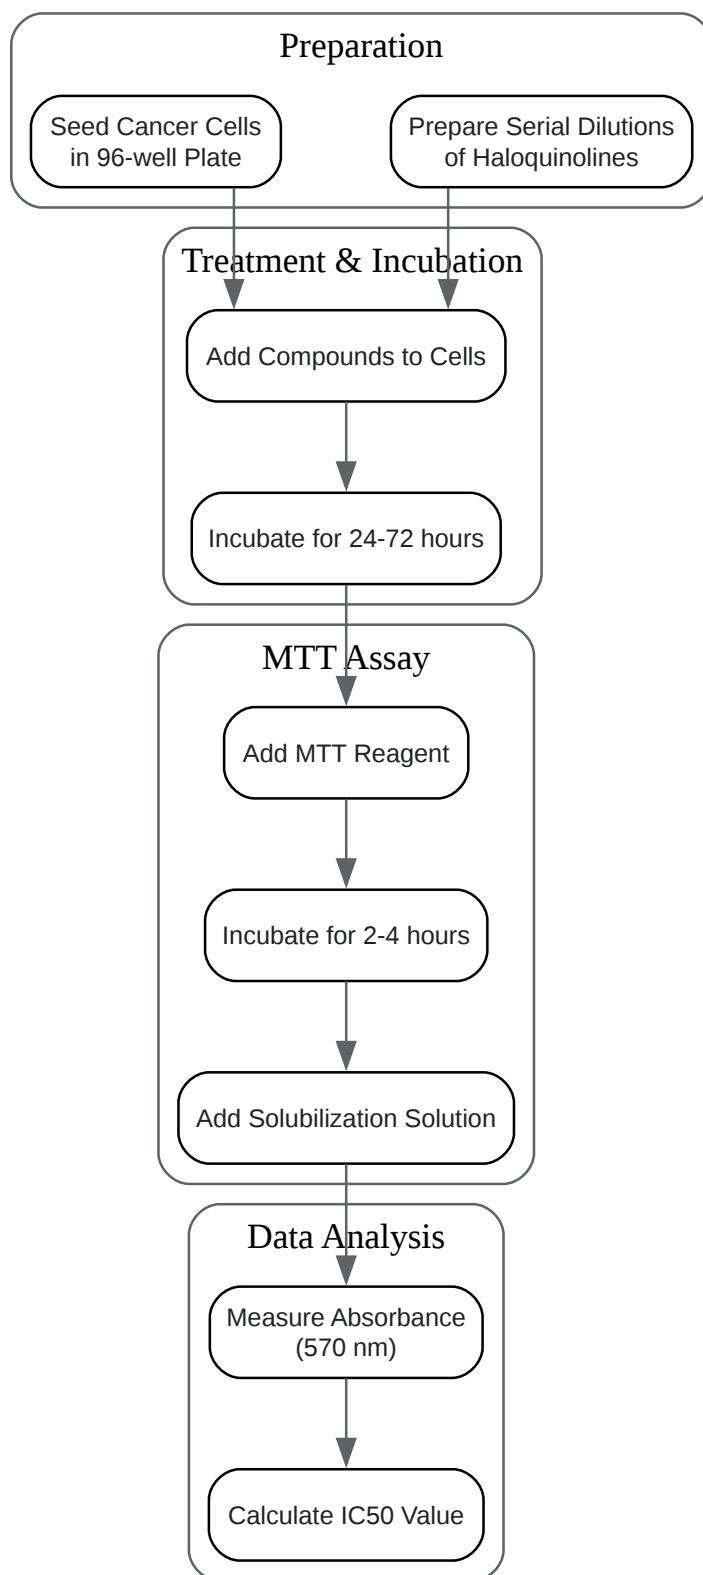 Preparation
Seed Cancer Cells
in 96-well Plate
Prepare Serial Dilutions
of Haloquinolines
Treatment & Incubation
Add Compounds to Cells
Incubate for 24-72 hours
MTT Assay
Add MTT Reagent
Incubate for 2-4 hours
Add Solubilization Solution
Data Analysis
Measure Absorbance
(570 nm)
Calculate IC50 Value